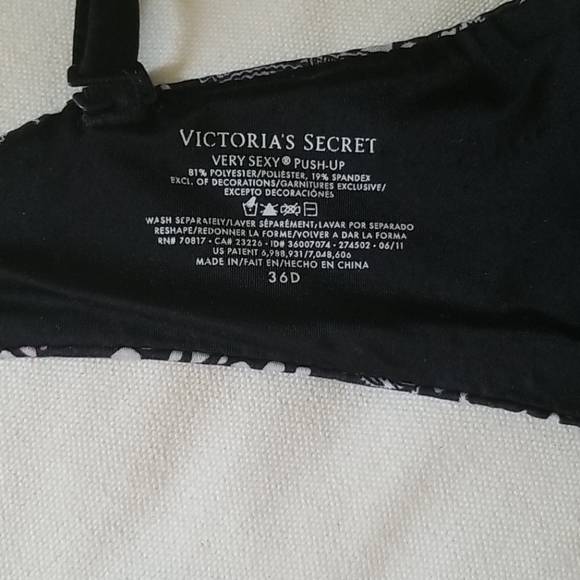 VICTORIA'S SECRET
VERY SEXY® PUSH-UP
81% POLYESTER/POLIÉSTER, 19% SPANDEX
EXCL. OF DECORATIONS/GARNITURES EXCLUSIVE/
EXCEPTO DECORACIÓNES
WASH SEPARATELY/LAVER SÉPARÉMENT/LAVAR POR SEPARADO
RESHAPE/REDONNER LA FORME/VOLVER A DAR LA FORMA
RN# 70817 • CA# 23226 • ID# 36007074 • 274502 • 06/11
US PATENT 6,988,931/7,048,606
MADE IN/FAIT EN/HECHO EN CHINA
36D